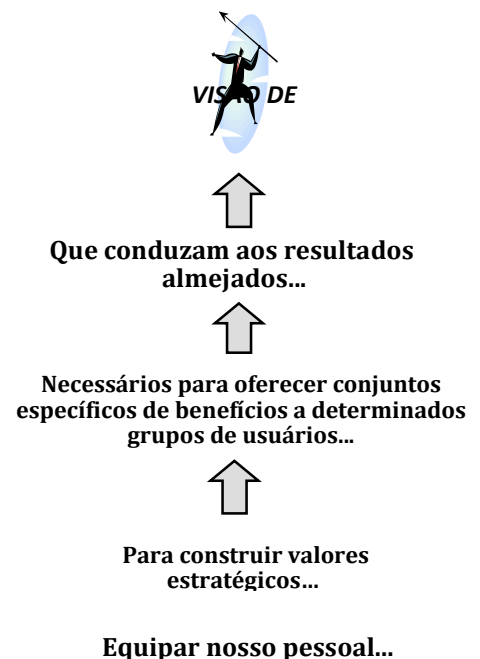 VISÃO DE
Que conduzam aos resultados
almejados...
Necessários para oferecer conjuntos
específicos de benefícios a determinados
grupos de usuários...
Para construir valores
estratégicos...
Equipar nosso pessoal...